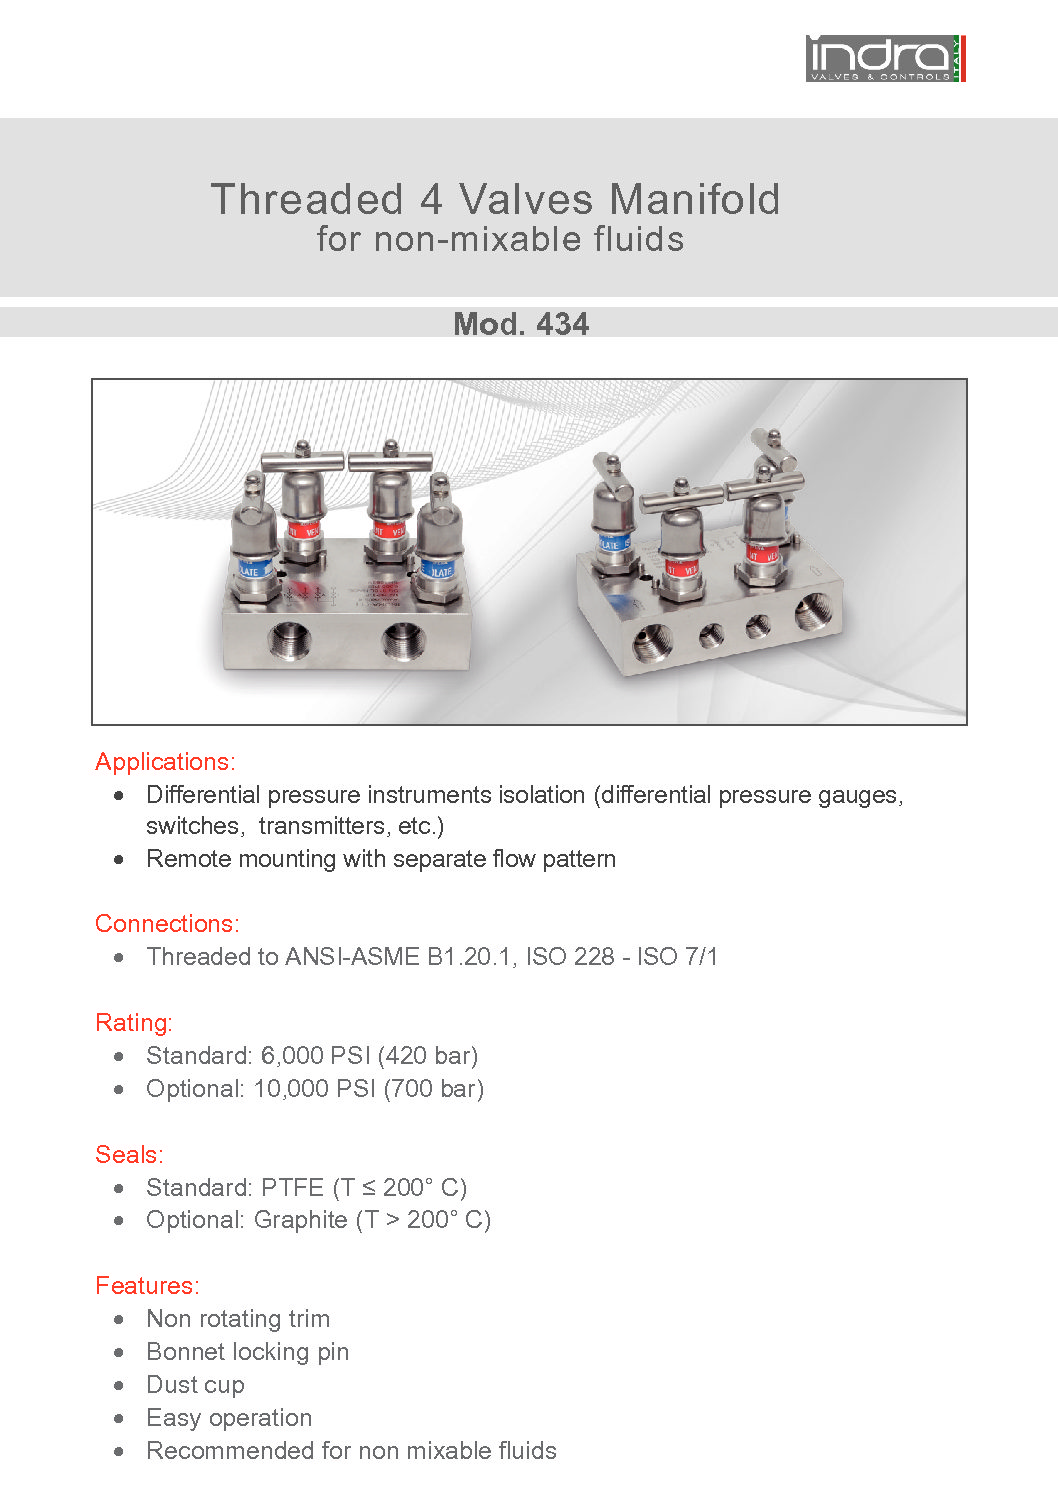 indra
VALVES & CONTROLS
ITALY
Threaded 4 Valves Manifold
for non-mixable fluids
Mod. 434
Applications:
• Differential pressure instruments isolation (differential pressure gauges,
switches, transmitters, etc.)
• Remote mounting with separate flow pattern
Connections:
• Threaded to ANSI-ASME B1.20.1, ISO 228 - ISO 7/1
Rating:
• Standard: 6,000 PSI (420 bar)
• Optional: 10,000 PSI (700 bar)
Seals:
• Standard: PTFE (T ≤ 200° C)
• Optional: Graphite (T > 200° C)
Features:
• Non rotating trim
• Bonnet locking pin
• Dust cup
• Easy operation
• Recommended for non mixable fluids